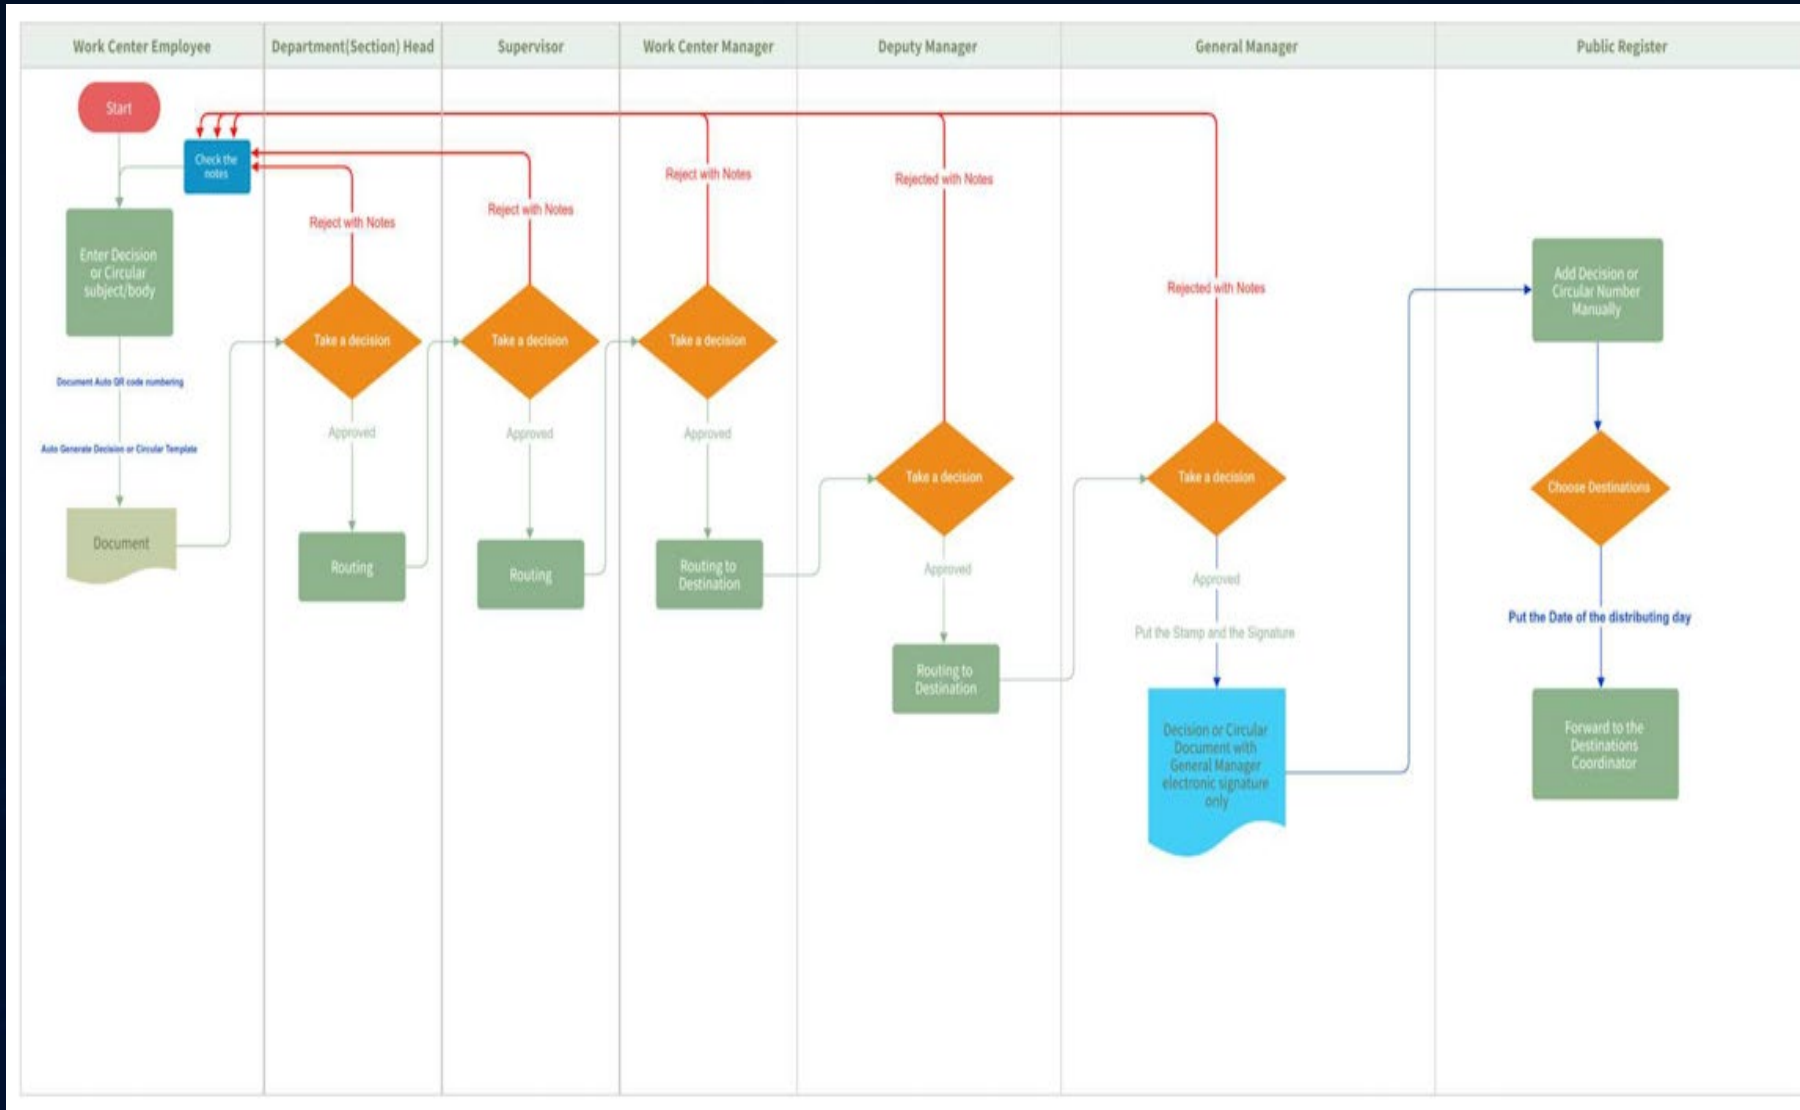 Work Center Employee
Department(Section) Head
Supervisor
Work Center Manager
Deputy Manager
General Manager
Public Register
Start
Check the
notes
Enter Decision
or Circular
subject/body
Document Auto QR code numbering
Auto Generate Decision or Circular Template
Document
Reject with Notes
Take a decision
Approved
Routing
Reject with Notes
Take a decision
Approved
Routing
Reject with Notes
Take a decision
Approved
Routing to
Destination
Rejected with Notes
Take a decision
Approved
Routing to
Destination
Rejected with Notes
Take a decision
Approved
Put the Stamp and the Signature
Decision or Circular
Document with
General Manager
electronic signature
only
Add Decision or
Circular Number
Manually
Choose Destinations
Put the Date of the distributing day
Forward to the
Destinations
Coordinator